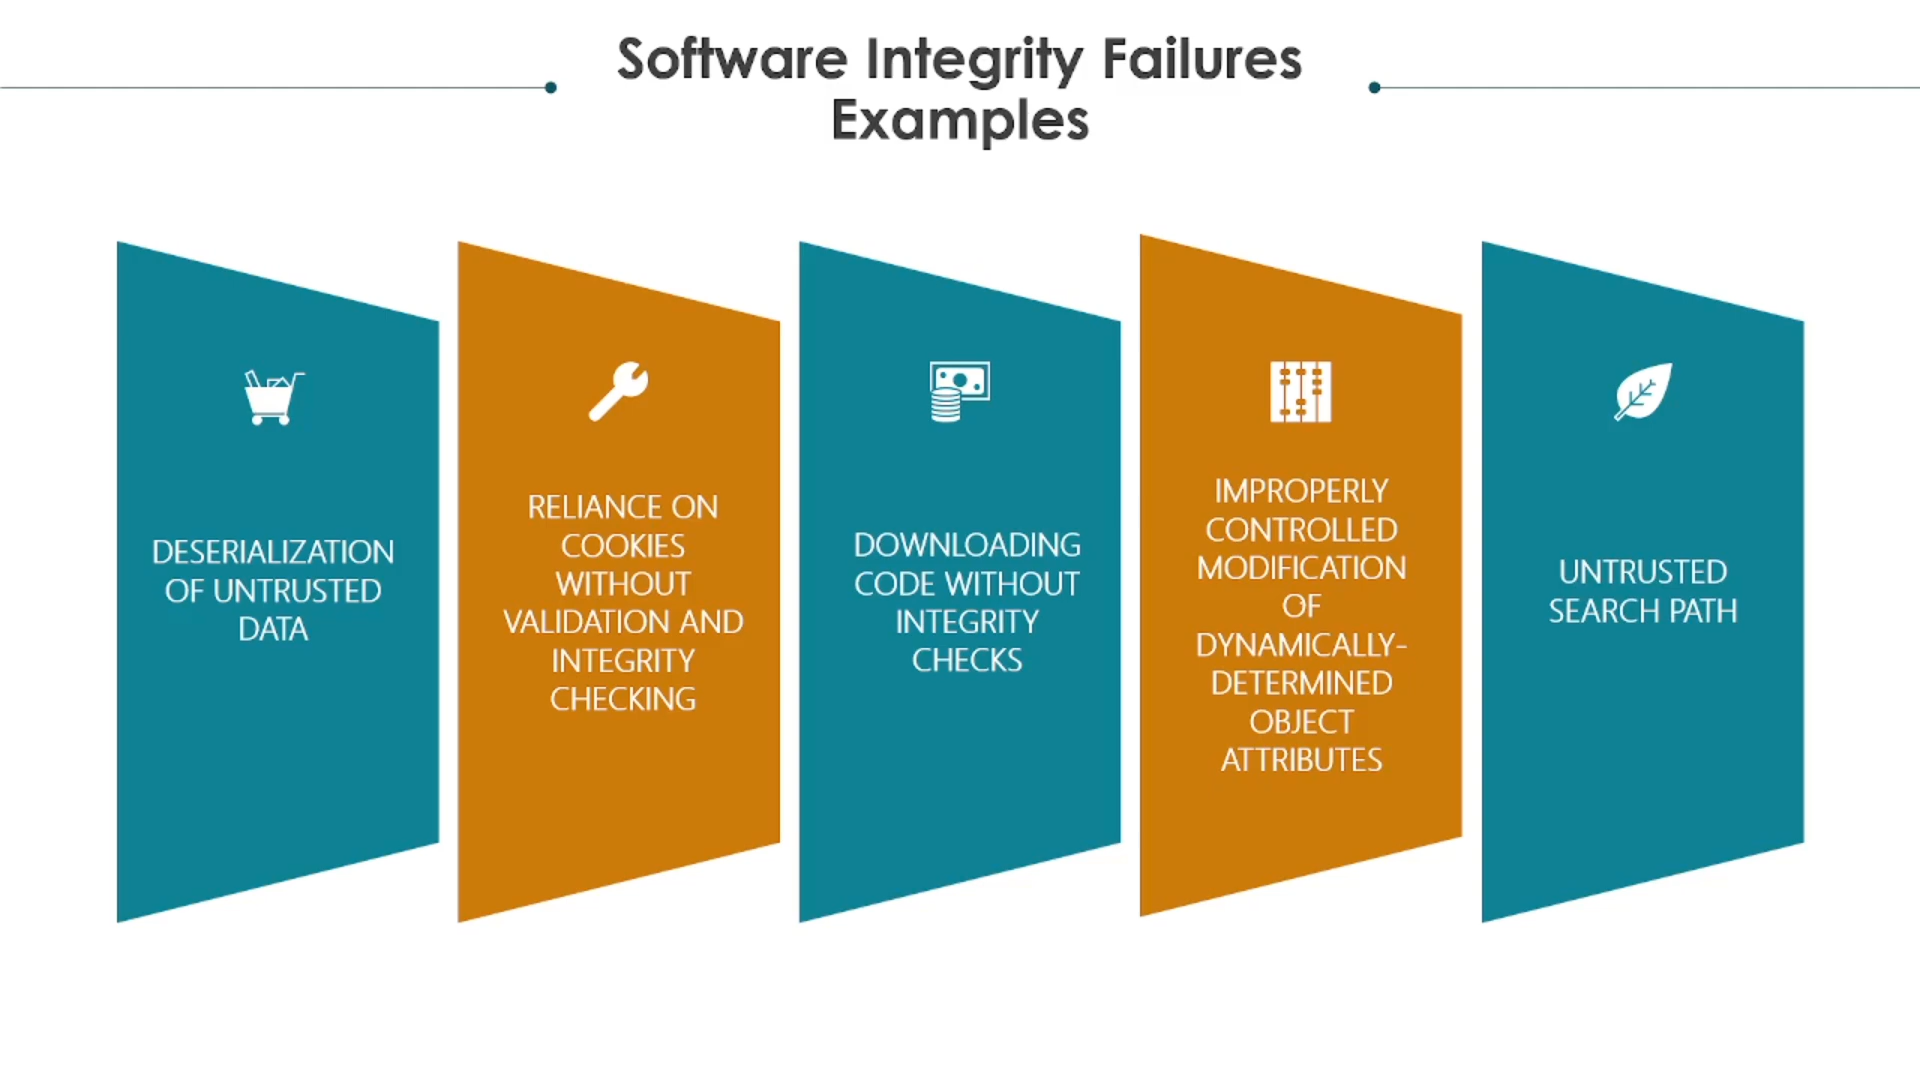 Software Integrity Failures
Examples
DESERIALIZATION
OF UNTRUSTED
DATA
RELIANCE ON
COOKIES
WITHOUT
VALIDATION AND
INTEGRITY
CHECKING
DOWNLOADING
CODE WITHOUT
INTEGRITY
CHECKS
IMPROPERLY
CONTROLLED
MODIFICATION
OF
DYNAMICALLY-
DETERMINED
OBJECT
ATTRIBUTES
UNTRUSTED
SEARCH PATH